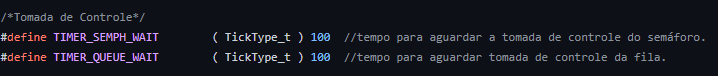 /*Tomada de Controle*/
#define TIMER_SEMPH_WAIT ( TickType_t ) 100 //tempo para aguardar a tomada de controle do semáforo.
#define TIMER_QUEUE_WAIT ( TickType_t ) 100 //tempo para aguardar tomada de controle da fila.